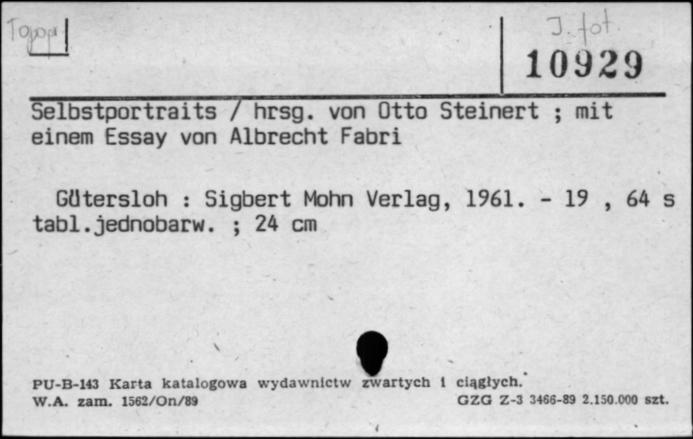 Topogr
J. fot
10929
Selbstportraits / hrsg. von Otto Steinert ; mit
einem Essay von Albrecht Fabri
Gütersloh : Sigbert Mohn Verlag, 1961. - 19 , 64 s
tabl.jednobarw. ; 24 cm
PU-B-143 Karta katalogowa wydawnictw zwartych i ciągłych.
W.A. zam. 1562/On/89
GZG Z-3 3466-89 2.150.000 szt.